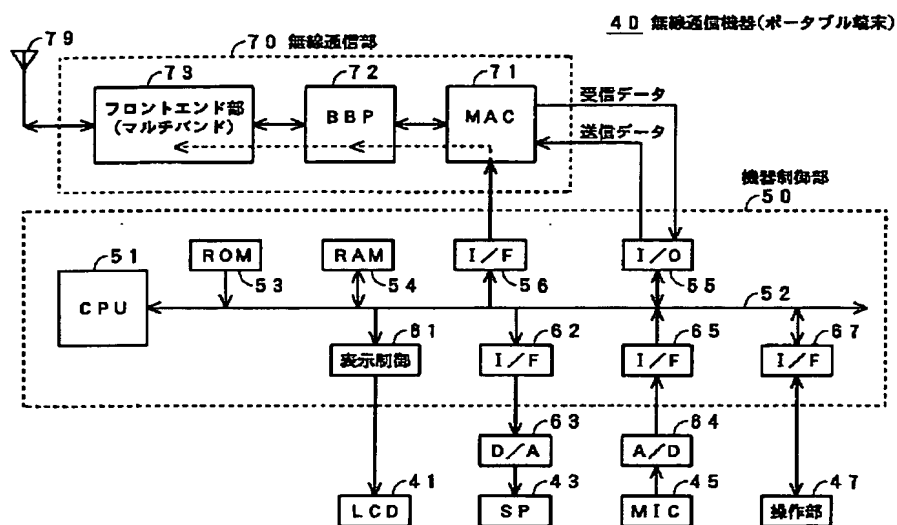 40 無線通信機器(ポータブル端末)
79
70 無線通信部
73
72
71
フロントエンド部
(マルチバンド)
BBP
MAC
受信データ
送信データ
機器制御部
50
51
CPU
ROM
53
RAM
54
I/F
56
I/O
55
52
61
表示制御
62
I/F
65
I/F
67
I/F
63
D/A
64
A/D
41
LCD
43
SP
45
MIC
47
操作部